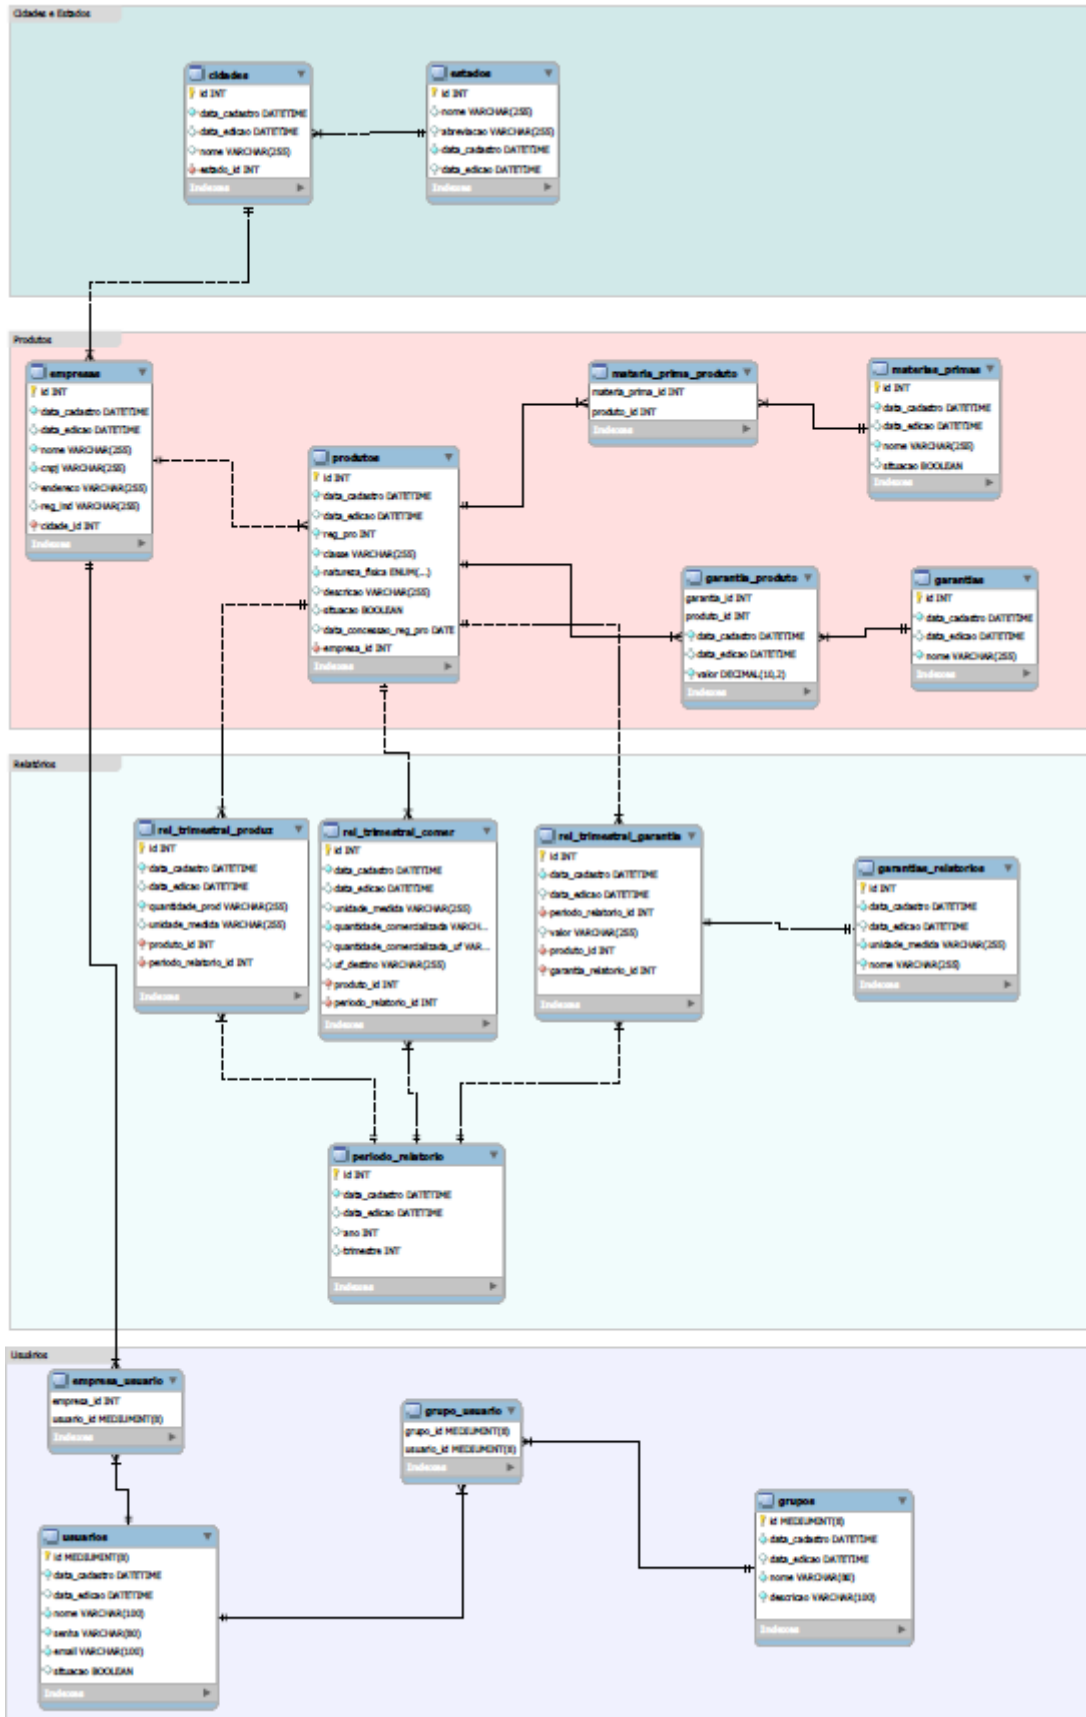 Cidades e Estados
cidades
id INT
data_cadastro DATETIME
data_edicao DATETIME
nome VARCHAR(255)
estado_id INT
Indexes
estados
id INT
nome VARCHAR(255)
abreviacao VARCHAR(255)
data_cadastro DATETIME
data_edicao DATETIME
Indexes
Produtos
empresas
id INT
data_cadastro DATETIME
data_edicao DATETIME
nome VARCHAR(255)
cnpj VARCHAR(255)
endereco VARCHAR(255)
reg_ind VARCHAR(255)
cidade_id INT
Indexes
produtos
id INT
data_cadastro DATETIME
data_edicao DATETIME
reg_pro INT
classe VARCHAR(255)
natureza_fisica ENUM(...)
descricao VARCHAR(255)
situacao BOOLEAN
data_concessao_reg_pro DATE
empresa_id INT
Indexes
materia_prima_produto
materia_prima_id INT
produto_id INT
Indexes
materias_primas
id INT
data_cadastro DATETIME
data_edicao DATETIME
nome VARCHAR(255)
situacao BOOLEAN
Indexes
garantia_produto
garantia_id INT
produto_id INT
data_cadastro DATETIME
data_edicao DATETIME
valor DECIMAL(10,2)
Indexes
garantias
id INT
data_cadastro DATETIME
data_edicao DATETIME
nome VARCHAR(255)
Indexes
Relatórios
rel_trimestral_produz
id INT
data_cadastro DATETIME
data_edicao DATETIME
quantidade_prod VARCHAR(255)
unidade_medida VARCHAR(255)
produto_id INT
periodo_relatorio_id INT
Indexes
rel_trimestral_comer
id INT
data_cadastro DATETIME
data_edicao DATETIME
unidade_medida VARCHAR(255)
quantidade_comercializada VARCH...
quantidade_comercializada_uf VAR...
uf_destino VARCHAR(255)
produto_id INT
periodo_relatorio_id INT
Indexes
rel_trimestral_garantia
id INT
data_cadastro DATETIME
data_edicao DATETIME
periodo_relatorio_id INT
valor VARCHAR(255)
produto_id INT
garantia_relatorio_id INT
Indexes
garantias_relatorios
id INT
data_cadastro DATETIME
data_edicao DATETIME
unidade_medida VARCHAR(255)
nome VARCHAR(255)
Indexes
periodo_relatorio
id INT
data_cadastro DATETIME
data_edicao DATETIME
ano INT
trimestre INT
Indexes
Usuários
empresa_usuario
empresa_id INT
usuario_id MEDIUMINT(8)
Indexes
grupo_usuario
grupo_id MEDIUMINT(8)
usuario_id MEDIUMINT(8)
Indexes
usuarios
id MEDIUMINT(8)
data_cadastro DATETIME
data_edicao DATETIME
nome VARCHAR(100)
senha VARCHAR(80)
email VARCHAR(100)
situacao BOOLEAN
Indexes
grupos
id MEDIUMINT(8)
data_cadastro DATETIME
data_edicao DATETIME
nome VARCHAR(80)
descricao VARCHAR(100)
Indexes